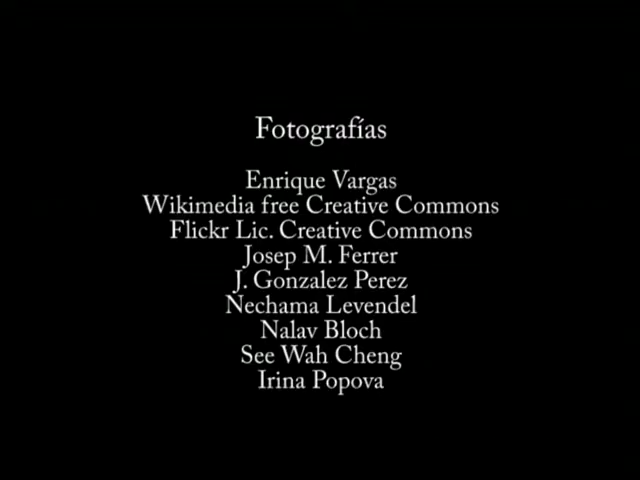 Fotografías
Enrique Vargas
Wikimedia free Creative Commons
Flickr Lic. Creative Commons
Josep M. Ferrer
J. Gonzalez Perez
Nechama Levendel
Nalav Bloch
See Wah Cheng
Irina Popova